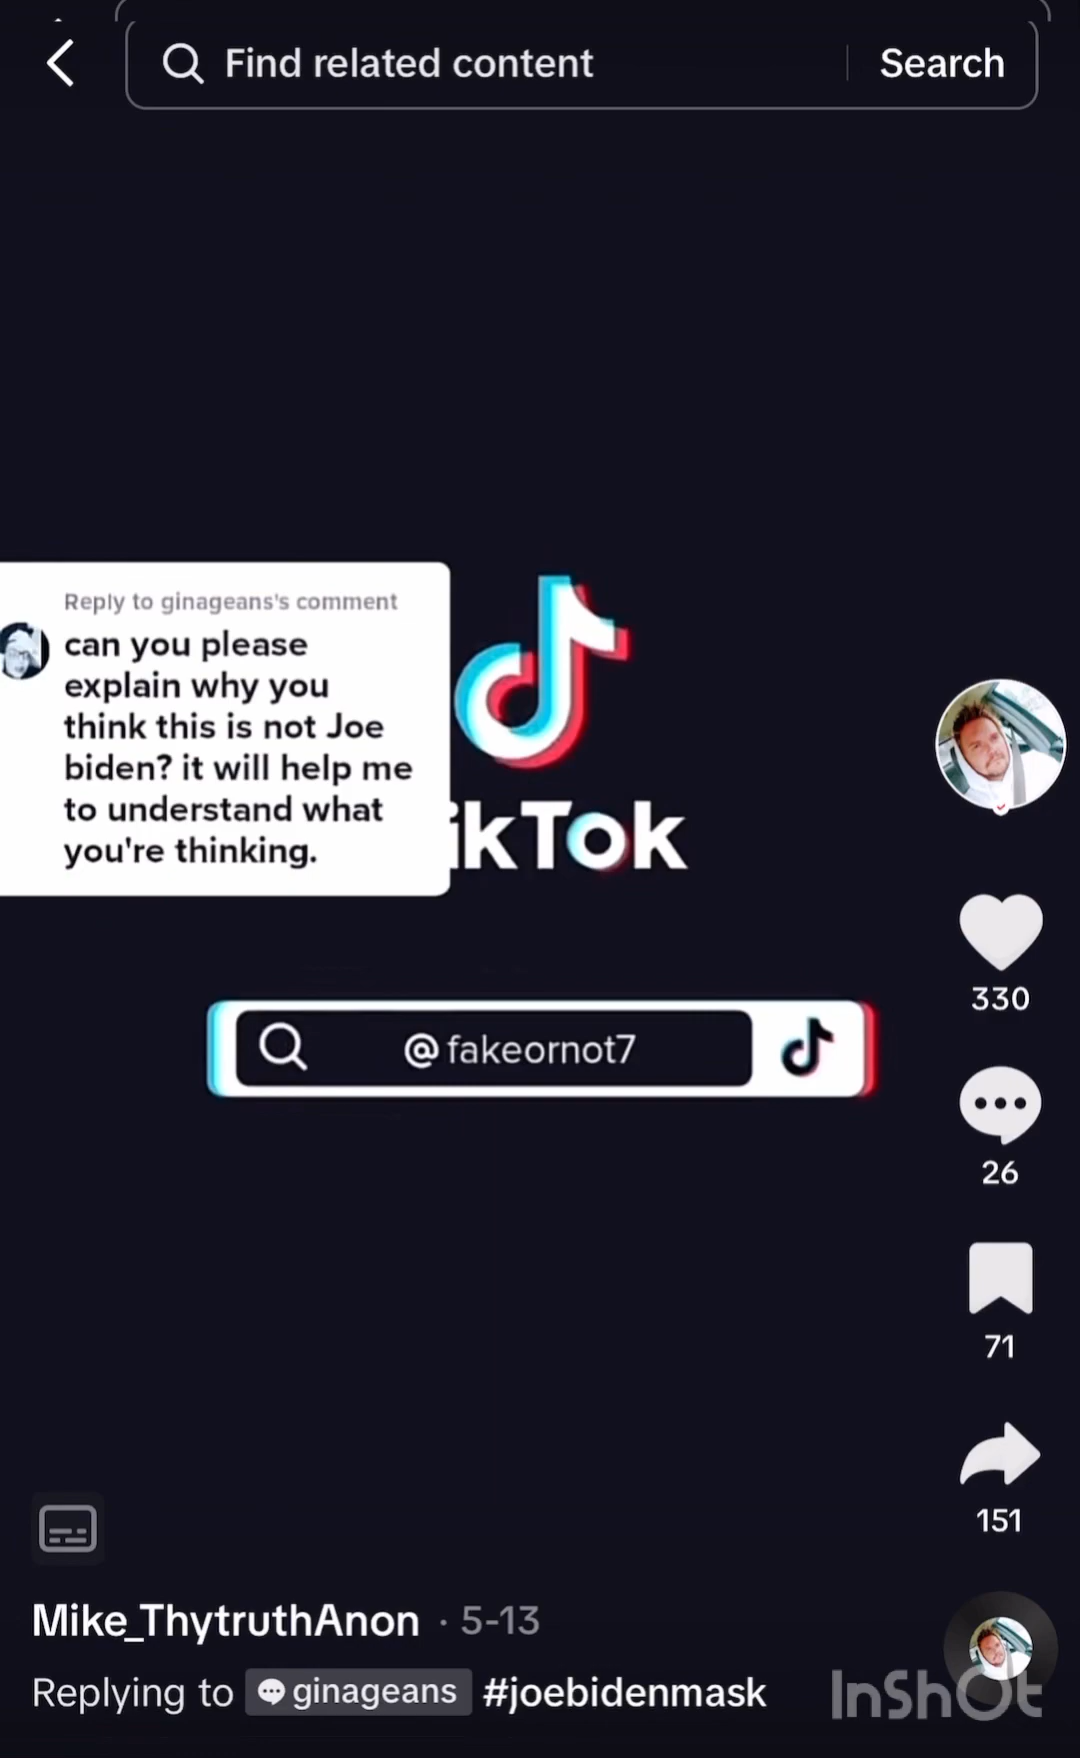 Find related content
Search
Reply to ginageans's comment
can you please
explain why you
think this is not Joe
biden? it will help me
to understand what
you're thinking.
ikTok
@fakeornot7
330
26
71
151
Mike_ThytruthAnon · 5-13
Replying to ginageans #joebidenmask
InShOt